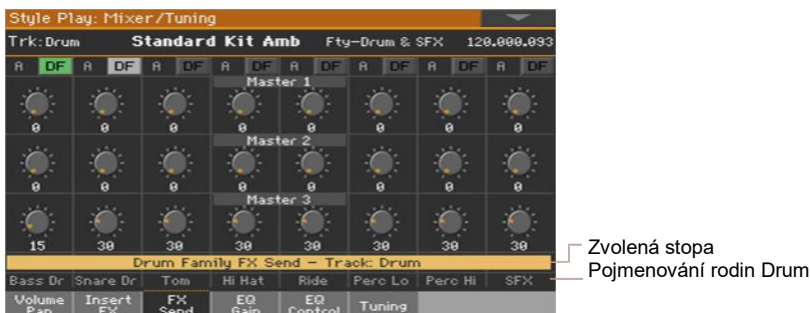 Style Play: Mixer/Tuning
Trk:Drum Standard Kit Amb Fty-Drum & SFX 120.000.093
A DF A DF A DF A DF A DF A DF A DF A DF
Master 1
0 0 0 0 0 0 0 0
Master 2
0 0 0 0 0 0 0 0
Master 3
15 30 30 30 30 30 30 30
Drum Family FX Send - Track: Drum
Zvolená stopa
Bass Dr Snare Dr Tom Hi Hat Ride Perc Lo Perc Hi SFX
Pojmenování rodin Drum
Volume Pan Insert FX FX Send EQ Gain EQ Control Tuning